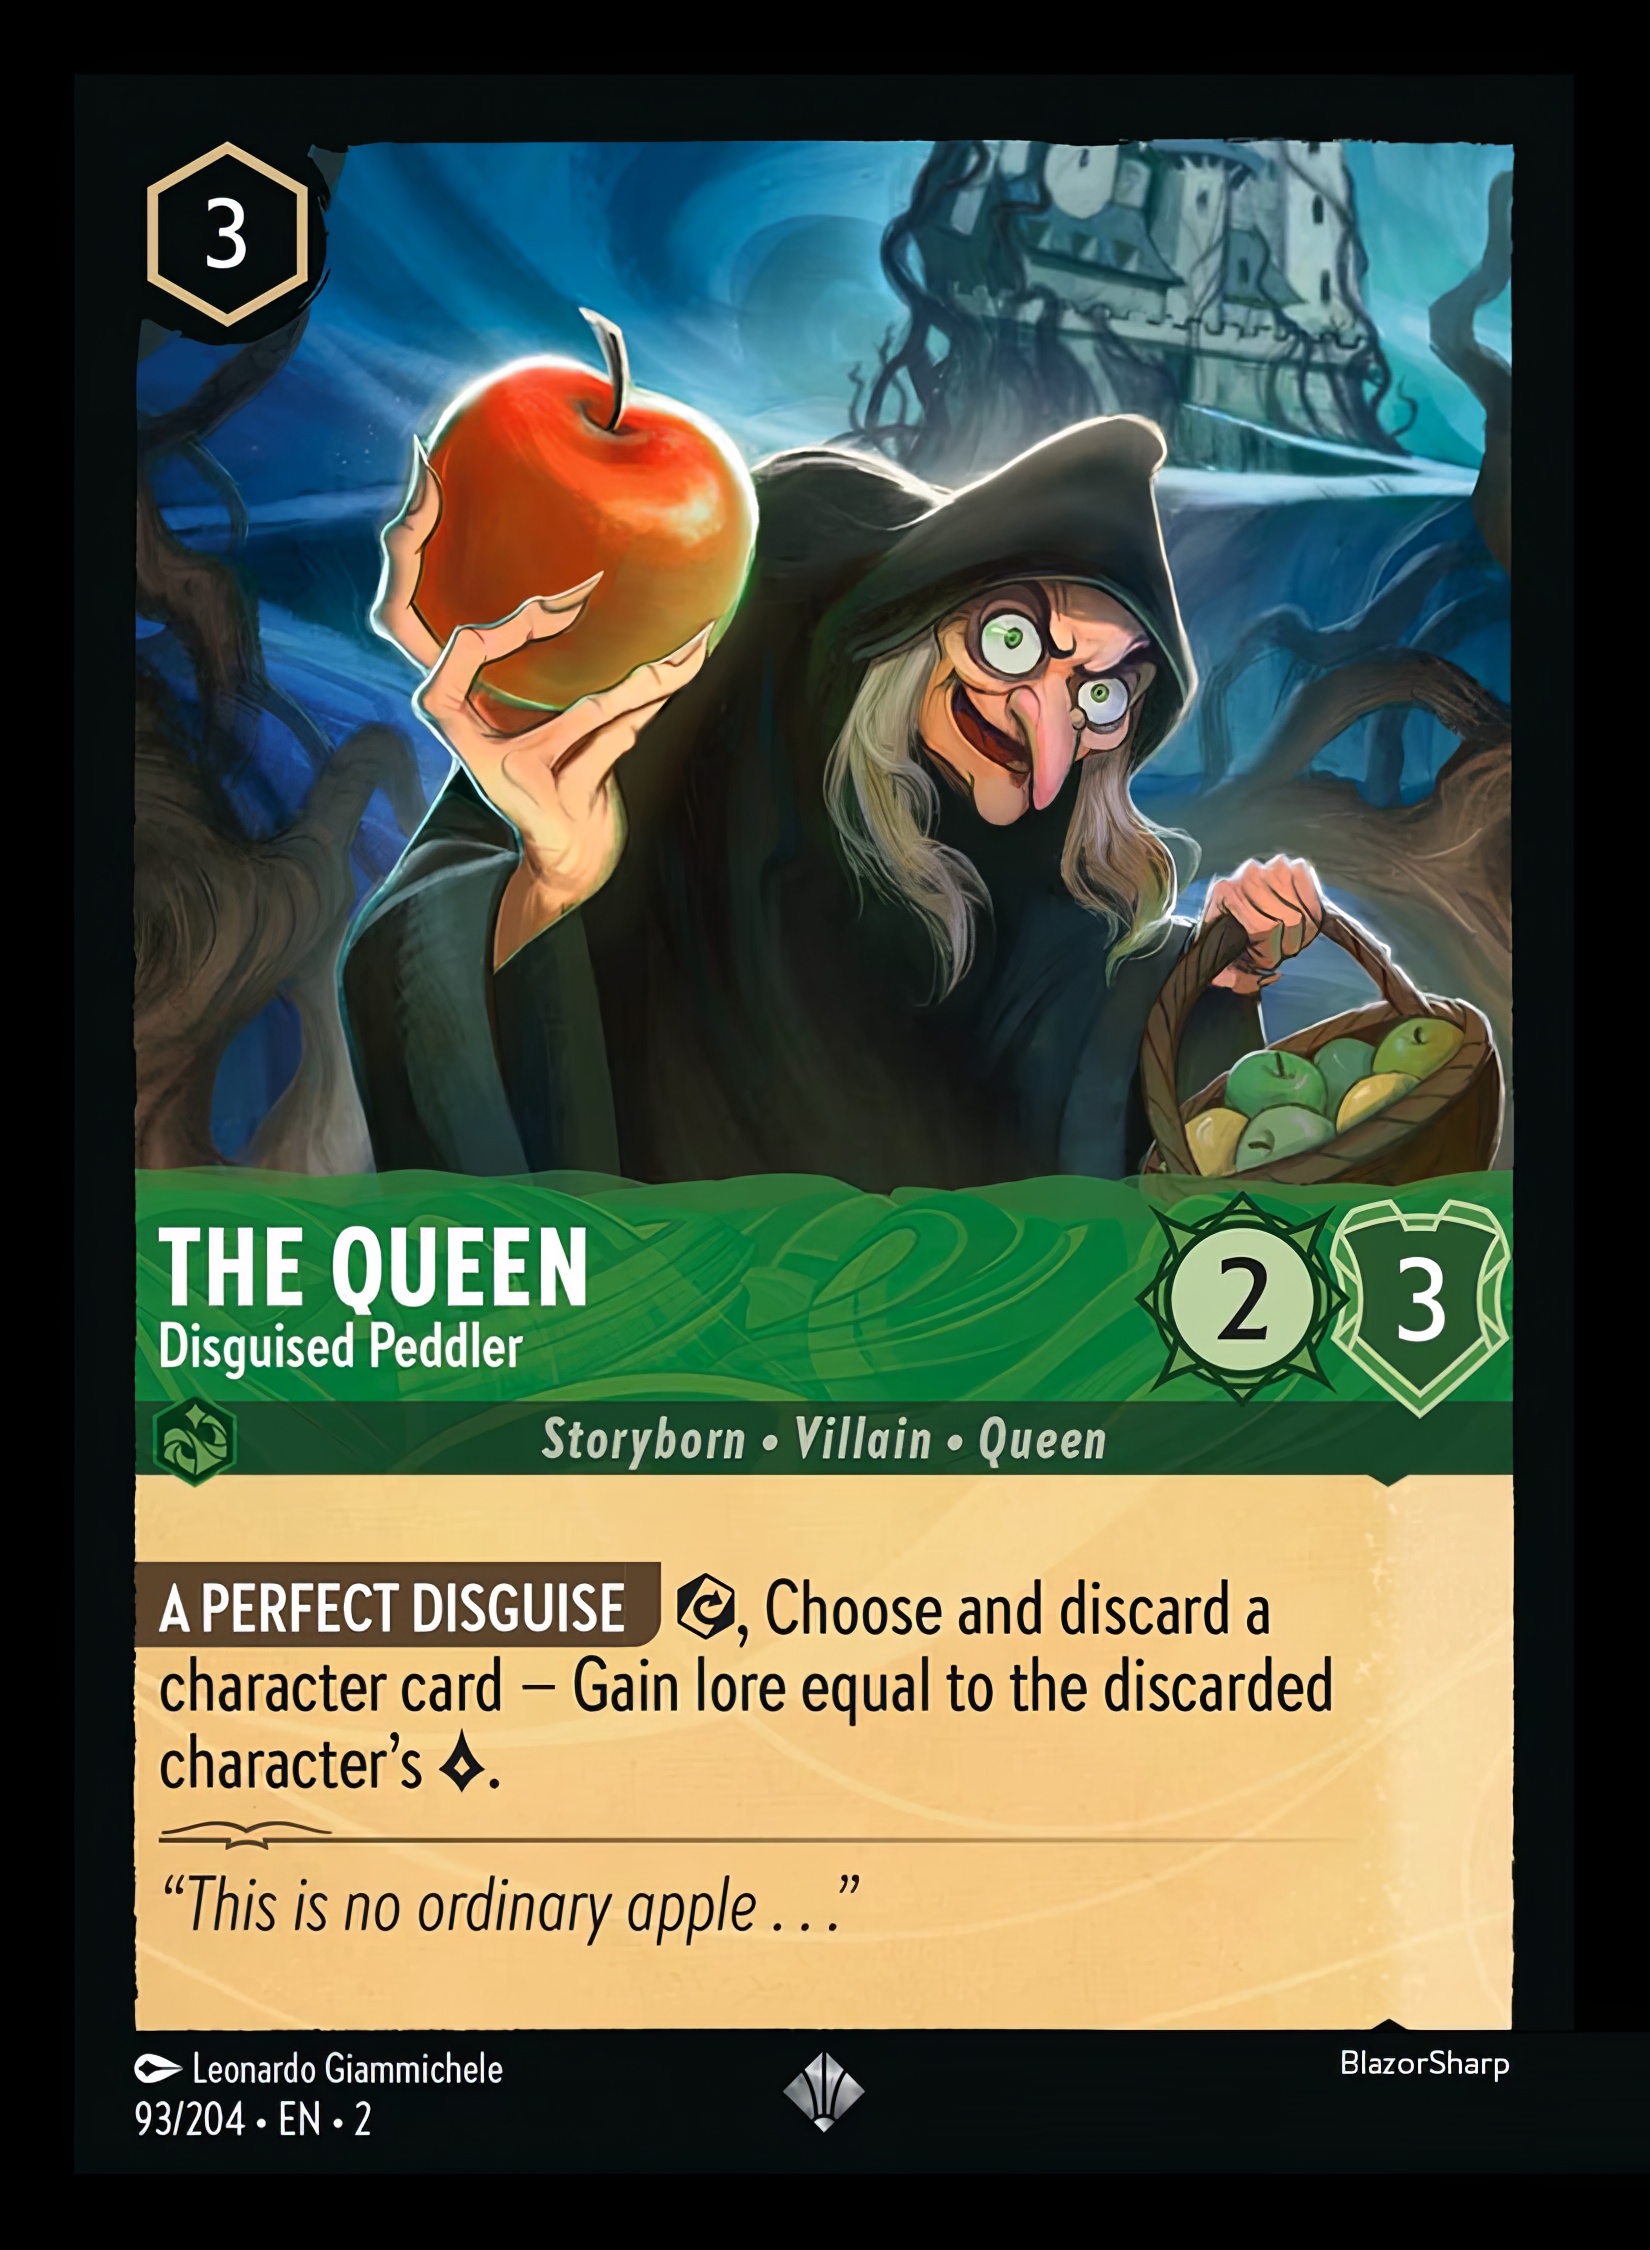 3
THE QUEEN
Disguised Peddler
2
3
Storyborn • Villain • Queen
A PERFECT DISGUISE , Choose and discard a
character card – Gain lore equal to the discarded
character’s .
“This is no ordinary apple . . .”
Leonardo Giammichele
93/204 • EN • 2
BlazorSharp